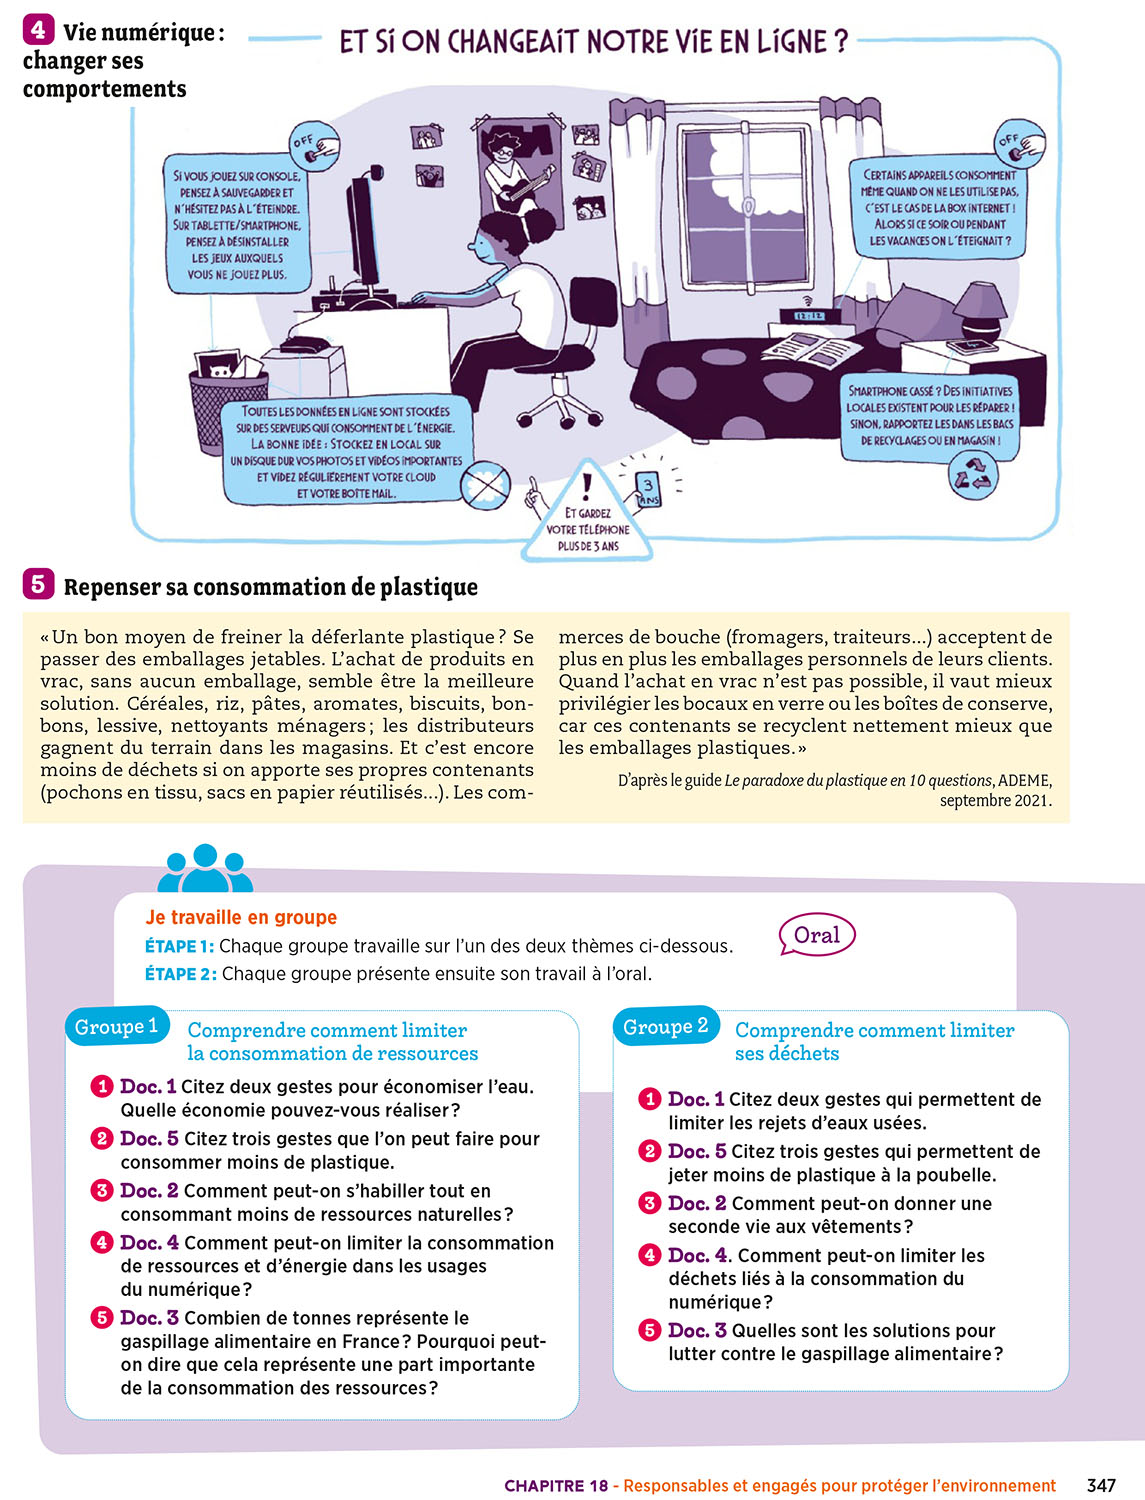 4 Vie numérique :
changer ses
comportements
ET SI ON CHANGEAIT NOTRE VIE EN LIGNE ?
OFF
SI VOUS JOUEZ SUR CONSOLE,
PENSEZ À SAUVEGARDER ET
N'HÉSITEZ PAS À L'ÉTEINDRE.
SUR TABLETTE/SMARTPHONE,
PENSEZ À DÉSINSTALLER
LES JEUX AUXQUELS
VOUS NE JOUEZ PLUS.
OFF
CERTAINS APPAREILS CONSOMMENT
MÊME QUAND ON NE LES UTILISE PAS,
C'EST LE CAS DE LA BOX INTERNET !
ALORS SI CE SOIR OU PENDANT
LES VACANCES ON L'ÉTEIGNAIT ?
12:12
TOUTES LES DONNÉES EN LIGNE SONT STOCKÉES
SUR DES SERVEURS QUI CONSOMMENT DE L'ÉNERGIE.
LA BONNE IDÉE : STOCKEZ EN LOCAL SUR
UN DISQUE DUR VOS PHOTOS ET VIDÉOS IMPORTANTES
ET VIDEZ RÉGULIÈREMENT VOTRE CLOUD
ET VOTRE BOÎTE MAIL.
SMARTPHONE CASSÉ ? DES INITIATIVES
LOCALES EXISTENT POUR LES RÉPARER !
SINON, RAPPORTEZ LES DANS LES BACS
DE RECYCLAGES OU EN MAGASIN !
!
ET GARDEZ
VOTRE TÉLÉPHONE
PLUS DE 3 ANS
3
ANS
5 Repenser sa consommation de plastique
« Un bon moyen de freiner la déferlante plastique ? Se
passer des emballages jetables. L'achat de produits en
vrac, sans aucun emballage, semble être la meilleure
solution. Céréales, riz, pâtes, aromates, biscuits, bon-
bons, lessive, nettoyants ménagers ; les distributeurs
gagnent du terrain dans les magasins. Et c'est encore
moins de déchets si on apporte ses propres contenants
(pochons en tissu, sacs en papier réutilisés…). Les com-
merces de bouche (fromagers, traiteurs…) acceptent de
plus en plus les emballages personnels de leurs clients.
Quand l'achat en vrac n'est pas possible, il vaut mieux
privilégier les bocaux en verre ou les boîtes de conserve,
car ces contenants se recyclent nettement mieux que
les emballages plastiques. »
D'après le guide Le paradoxe du plastique en 10 questions, ADEME,
septembre 2021.
Je travaille en groupe
ÉTAPE 1 : Chaque groupe travaille sur l'un des deux thèmes ci-dessous.
ÉTAPE 2 : Chaque groupe présente ensuite son travail à l'oral.
Oral
Groupe 1
Comprendre comment limiter
la consommation de ressources
1 Doc. 1 Citez deux gestes pour économiser l'eau.
Quelle économie pouvez-vous réaliser ?
2 Doc. 5 Citez trois gestes que l'on peut faire pour
consommer moins de plastique.
3 Doc. 2 Comment peut-on s'habiller tout en
consommant moins de ressources naturelles ?
4 Doc. 4 Comment peut-on limiter la consommation
de ressources et d'énergie dans les usages
du numérique ?
5 Doc. 3 Combien de tonnes représente le
gaspillage alimentaire en France ? Pourquoi peut-
on dire que cela représente une part importante
de la consommation des ressources ?
Groupe 2
Comprendre comment limiter
ses déchets
1 Doc. 1 Citez deux gestes qui permettent de
limiter les rejets d'eaux usées.
2 Doc. 5 Citez trois gestes qui permettent de
jeter moins de plastique à la poubelle.
3 Doc. 2 Comment peut-on donner une
seconde vie aux vêtements ?
4 Doc. 4. Comment peut-on limiter les
déchets liés à la consommation du
numérique ?
5 Doc. 3 Quelles sont les solutions pour
lutter contre le gaspillage alimentaire ?
CHAPITRE 18 - Responsables et engagés pour protéger l'environnement 347